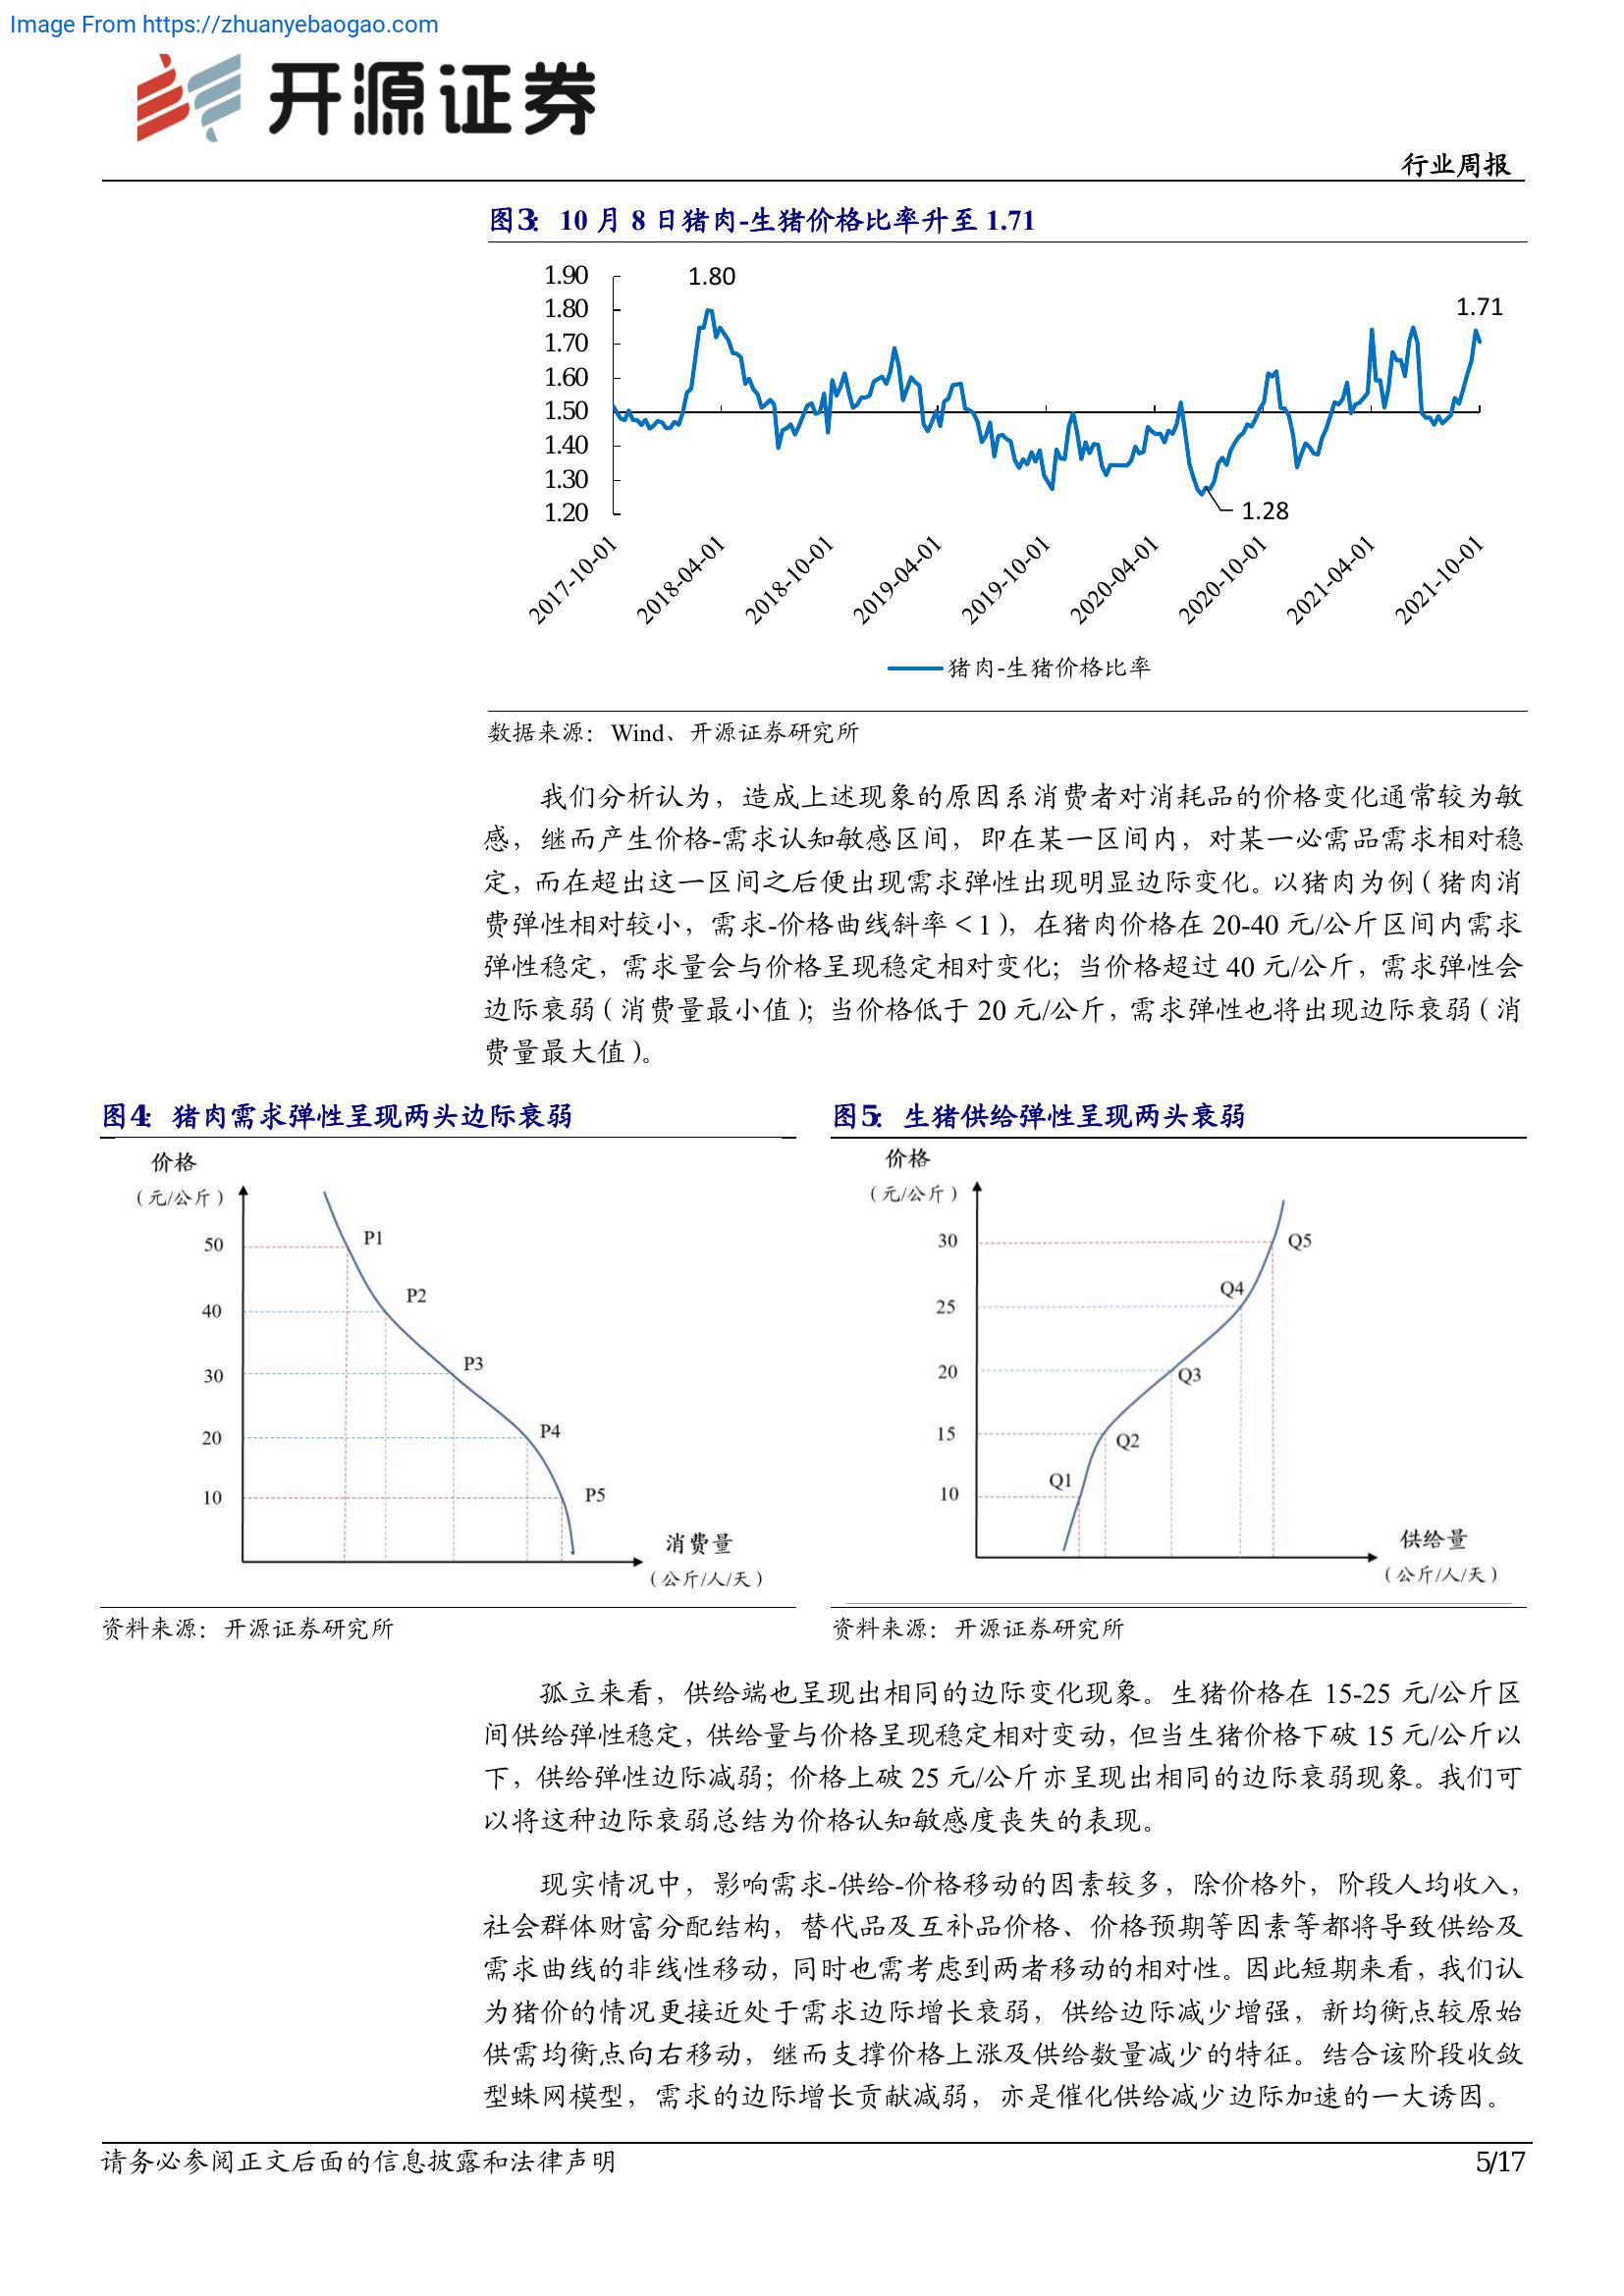 Image From https://zhuanyebaogao.com
开源证券
行业周报
图3：10 月 8 日猪肉-生猪价格比率升至 1.71
1.90
1.80
1.70
1.60
1.50
1.40
1.30
1.20
1.80
1.71
1.28
2017-10-01
2018-04-01
2018-10-01
2019-04-01
2019-10-01
2020-04-01
2020-10-01
2021-04-01
2021-10-01
猪肉-生猪价格比率
数据来源：Wind、开源证券研究所
我们分析认为，造成上述现象的原因系消费者对消耗品的价格变化通常较为敏
感，继而产生价格-需求认知敏感区间，即在某一区间内，对某一必需品需求相对稳
定，而在超出这一区间之后便出现需求弹性出现明显边际变化。以猪肉为例（猪肉消
费弹性相对较小，需求-价格曲线斜率＜1），在猪肉价格在 20-40 元/公斤区间内需求
弹性稳定，需求量会与价格呈现稳定相对变化；当价格超过 40 元/公斤，需求弹性会
边际衰弱（消费量最小值）；当价格低于 20 元/公斤，需求弹性也将出现边际衰弱（消
费量最大值）。
图4：猪肉需求弹性呈现两头边际衰弱
价格
（元/公斤）
50
40
30
20
10
P1
P2
P3
P4
P5
消费量
（公斤/人/天）
资料来源：开源证券研究所
图5：生猪供给弹性呈现两头衰弱
价格
（元/公斤）
30
25
20
15
10
Q5
Q4
Q3
Q2
Q1
供给量
（公斤/人/天）
资料来源：开源证券研究所
孤立来看，供给端也呈现出相同的边际变化现象。生猪价格在 15-25 元/公斤区
间供给弹性稳定，供给量与价格呈现稳定相对变动，但当生猪价格下破 15 元/公斤以
下，供给弹性边际减弱；价格上破 25 元/公斤亦呈现出相同的边际衰弱现象。我们可
以将这种边际衰弱总结为价格认知敏感度丧失的表现。
现实情况中，影响需求-供给-价格移动的因素较多，除价格外，阶段人均收入，
社会群体财富分配结构，替代品及互补品价格、价格预期等因素等都将导致供给及
需求曲线的非线性移动，同时也需考虑到两者移动的相对性。因此短期来看，我们认
为猪价的情况更接近处于需求边际增长衰弱，供给边际减少增强，新均衡点较原始
供需均衡点向右移动，继而支撑价格上涨及供给数量减少的特征。结合该阶段收敛
型蛛网模型，需求的边际增长贡献减弱，亦是催化供给减少边际加速的一大诱因。
请务必参阅正文后面的信息披露和法律声明
5/17